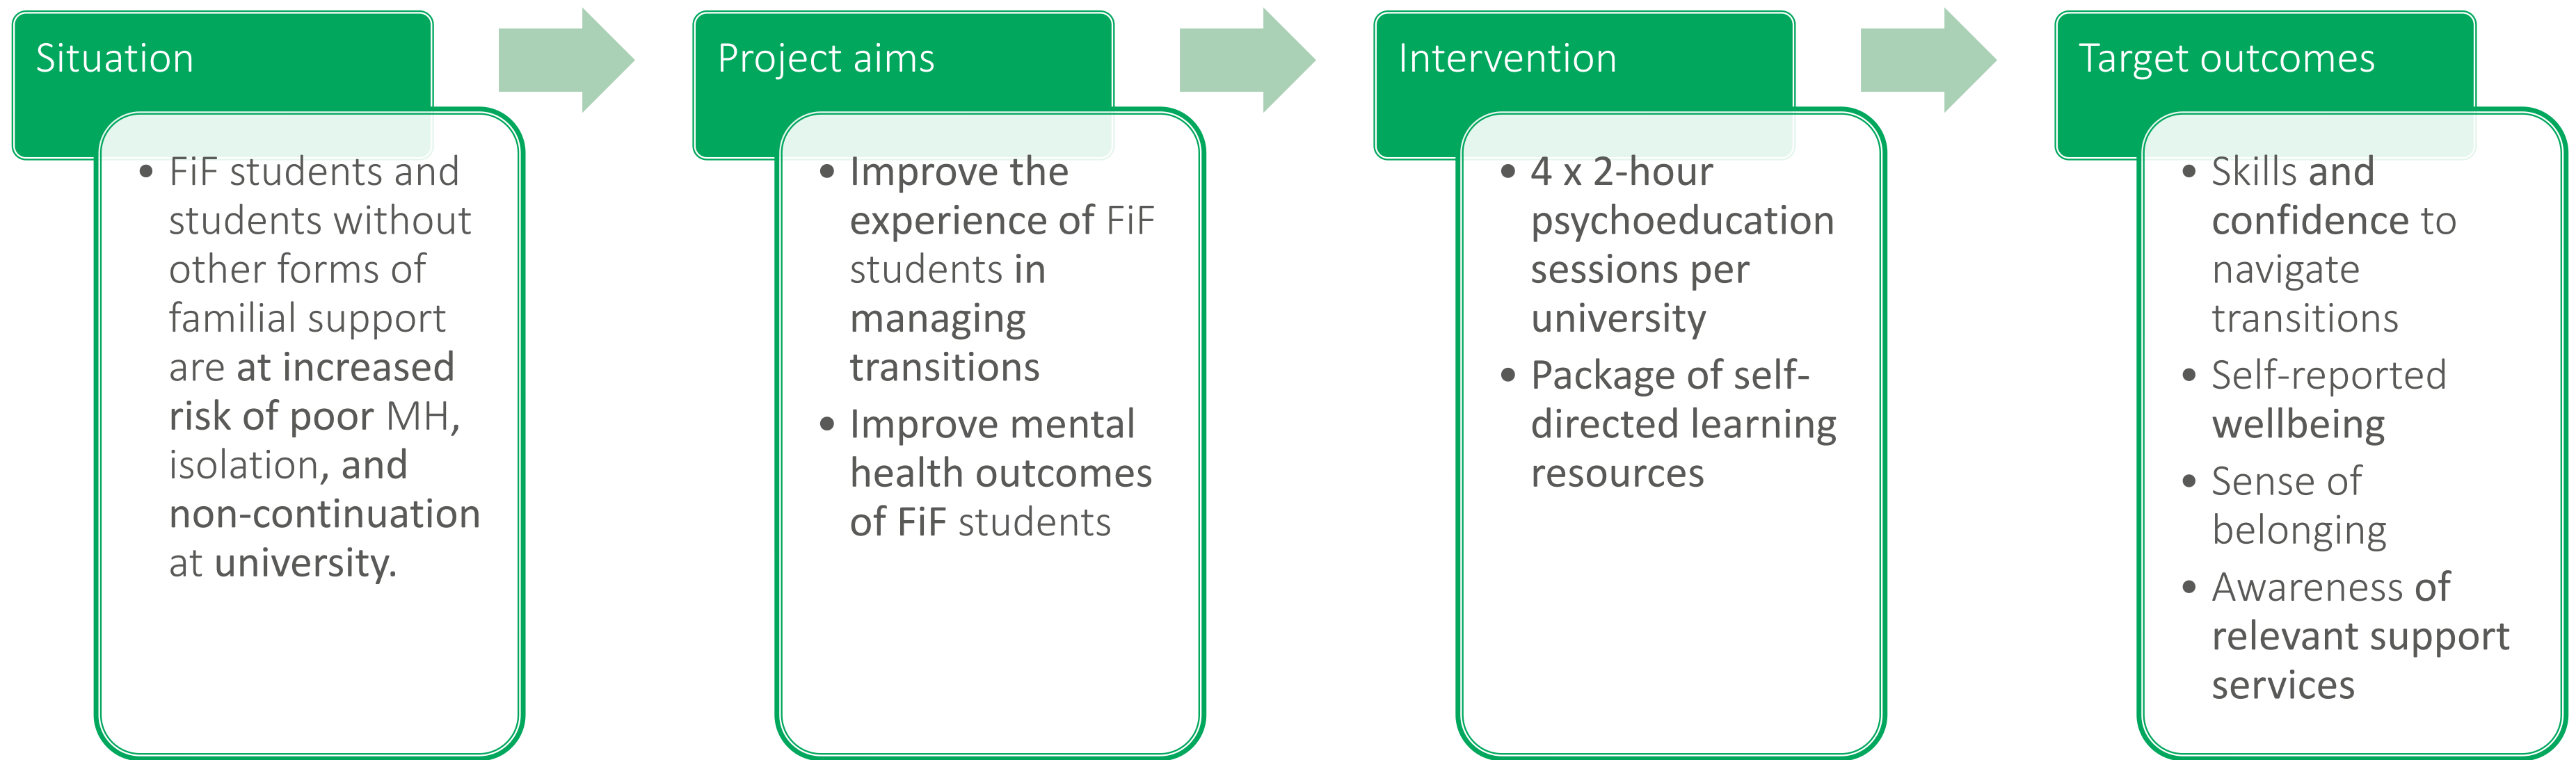 Situation
• FiF students and
students without
other forms of
familial support
are at increased
risk of poor MH,
isolation, and
non-continuation
at university.
Project aims
• Improve the
experience of FiF
students in
managing
transitions
• Improve mental
health outcomes
of FiF students
Intervention
• 4 x 2-hour
psychoeducation
sessions per
university
• Package of self-
directed learning
resources
Target outcomes
• Skills and
confidence to
navigate
transitions
• Self-reported
wellbeing
• Sense of
belonging
• Awareness of
relevant support
services